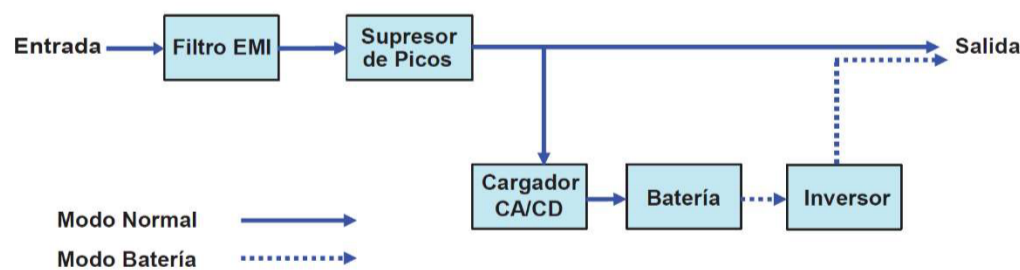 Entrada
Filtro EMI
Supresor
de Picos
Salida
Cargador
CA/CD
Batería
Inversor
Modo Normal
Modo Batería